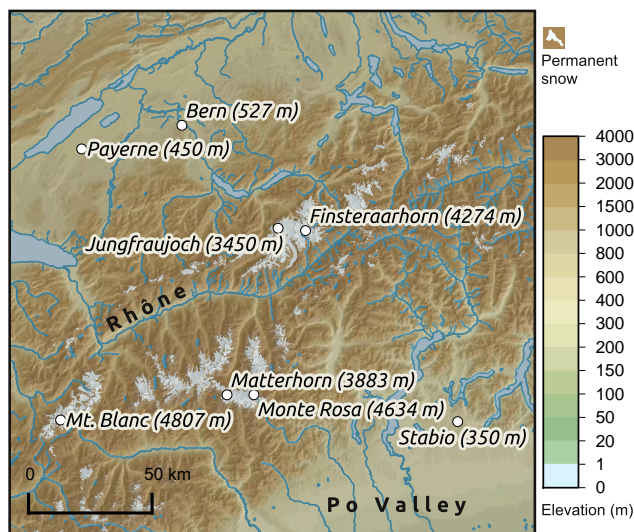 Permanent
snow
Bern (527 m)
Payerne (450 m)
Finsteraarhorn (4274 m)
Jungfraujoch (3450 m)
Rhône
Matterhorn (3883 m)
Mt. Blanc (4807 m)
Monte Rosa (4634 m)
Stabio (350 m)
0 50 km
Po Valley
4000
3000
2000
1500
1000
800
600
400
300
200
150
100
50
20
1
0
Elevation (m)